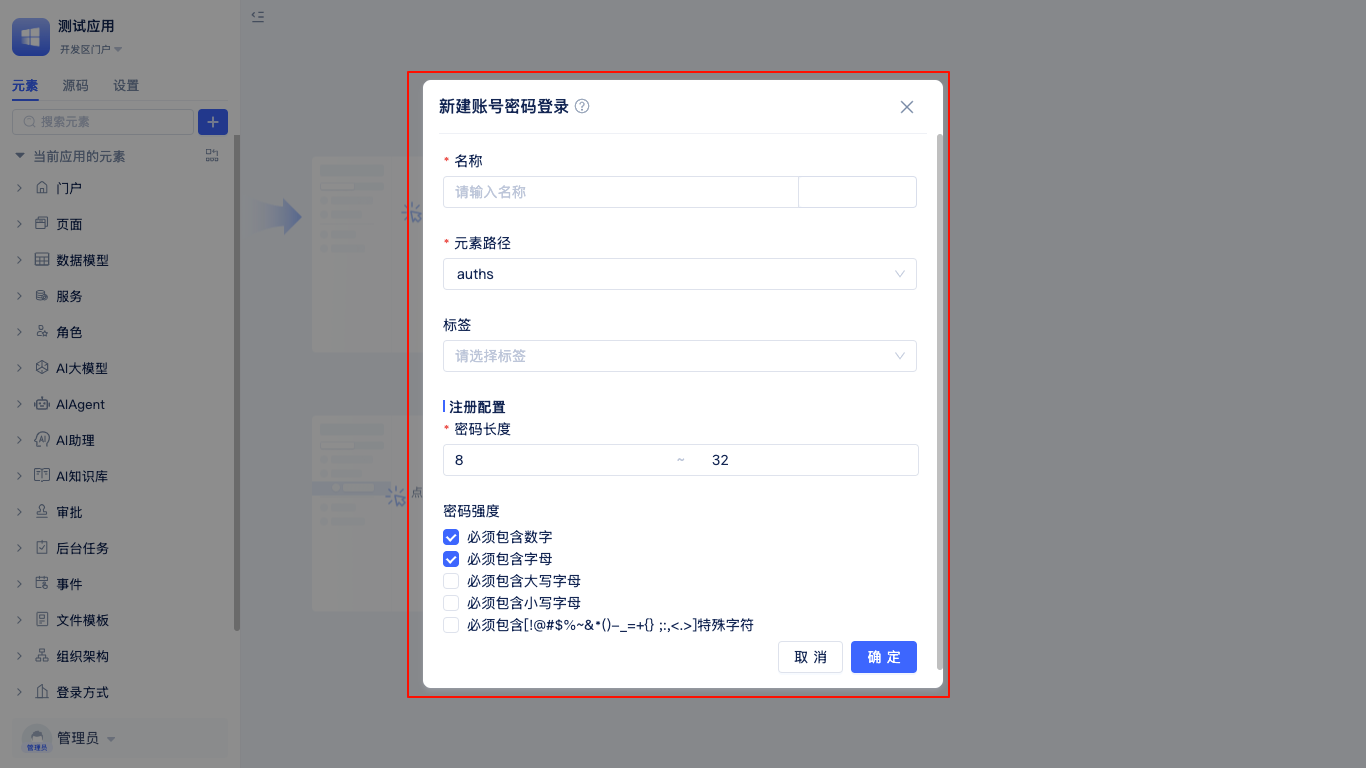 测试应用
开发区门户
元素 源码 设置
搜索元素
当前应用的元素
门户
页面
数据模型
服务
角色
AI大模型
AIAgent
AI助理
AI知识库
审批
后台任务
事件
文件模板
组织架构
登录方式
管理员
管理员
点
新建账号密码登录
* 名称
请输入名称
* 元素路径
auths
标签
请选择标签
注册配置
* 密码长度
8 ~ 32
密码强度
必须包含数字
必须包含字母
必须包含大写字母
必须包含小写字母
必须包含[!@#$%~&*()-_=+{} ;:,<.>]特殊字符
取 消 确 定